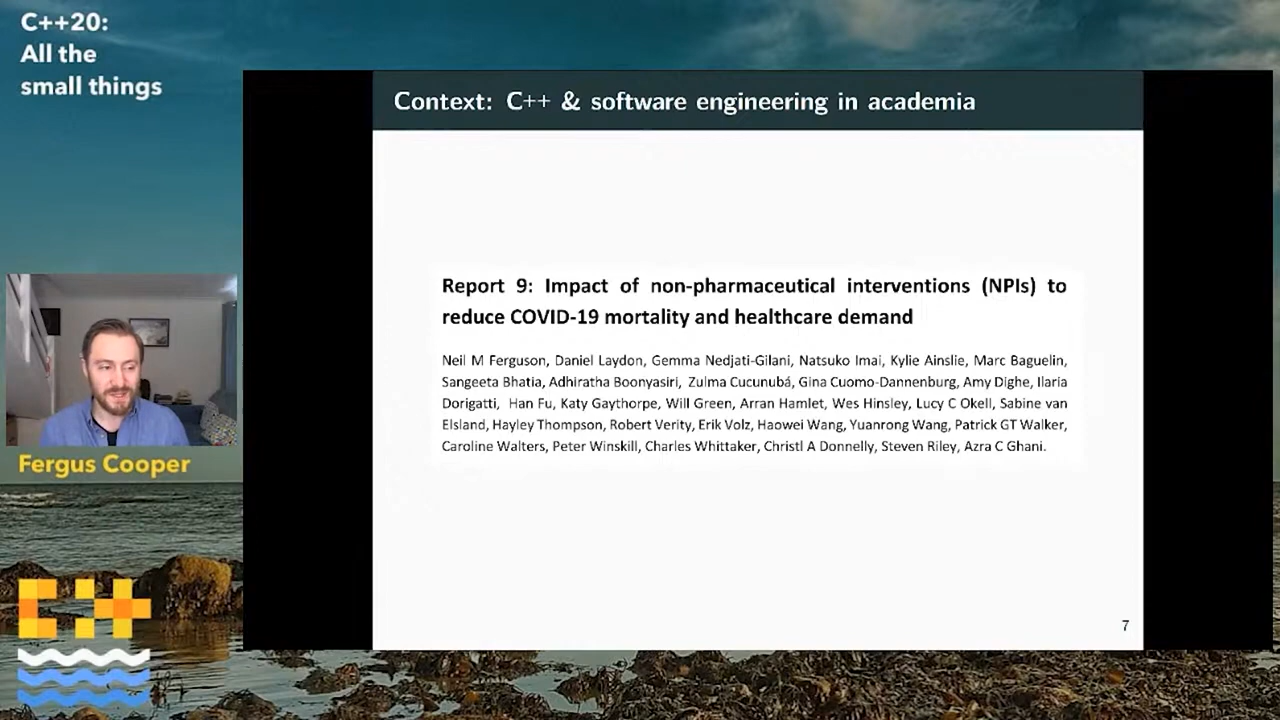 C++20:
All the
small things
Context: C++ & software engineering in academia
Report 9: Impact of non-pharmaceutical interventions (NPIs) to
reduce COVID-19 mortality and healthcare demand
Neil M Ferguson, Daniel Laydon, Gemma Nedjati-Gilani, Natsuko Imai, Kylie Ainslie, Marc Baguelin,
Sangeeta Bhatia, Adhiratha Boonyasiri, Zulma Cucunubá, Gina Cuomo-Dannenburg, Amy Dighe, Ilaria
Dorigatti, Han Fu, Katy Gaythorpe, Will Green, Arran Hamlet, Wes Hinsley, Lucy C Okell, Sabine van
Elsland, Hayley Thompson, Robert Verity, Erik Volz, Haowei Wang, Yuanrong Wang, Patrick GT Walker,
Caroline Walters, Peter Winskill, Charles Whittaker, Christl A Donnelly, Steven Riley, Azra C Ghani.
7
Fergus Cooper
C++